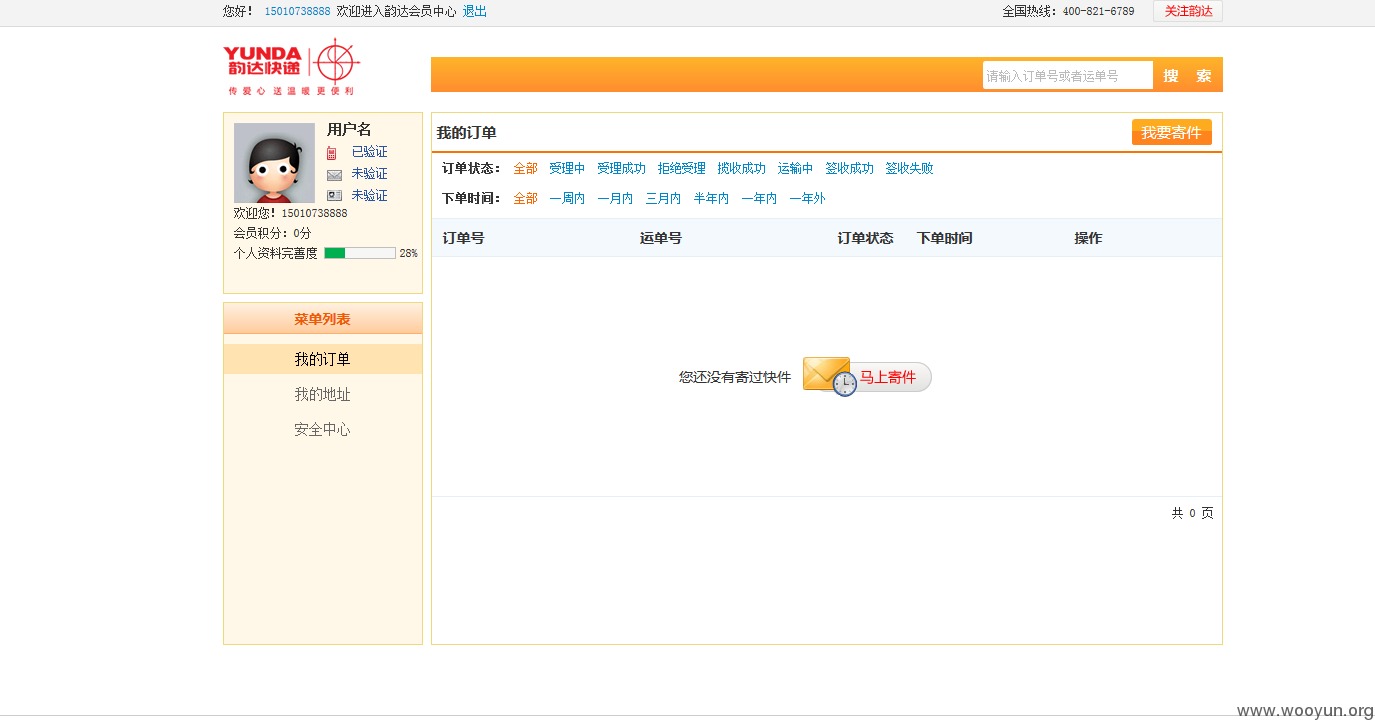 您好! 15010738888 欢迎进入韵达会员中心 退出 全国热线: 400-821-6789 关注韵达
YUNDA
韵达快递
传 爱 心 送 温 暖 更 便 利
请输入订单号或者运单号 搜 索
用户名
已验证
未验证
未验证
欢迎您! 15010738888
会员积分: 0分
个人资料完善度 28%
菜单列表
我的订单
我的地址
安全中心
我的订单 我要寄件
订单状态: 全部 受理中 受理成功 拒绝受理 揽收成功 运输中 签收成功 签收失败
下单时间: 全部 一周内 一月内 三月内 半年内 一年内 一年外
订单号 运单号 订单状态 下单时间 操作
您还没有寄过快件 马上寄件
共 0 页
www.wooyun.org